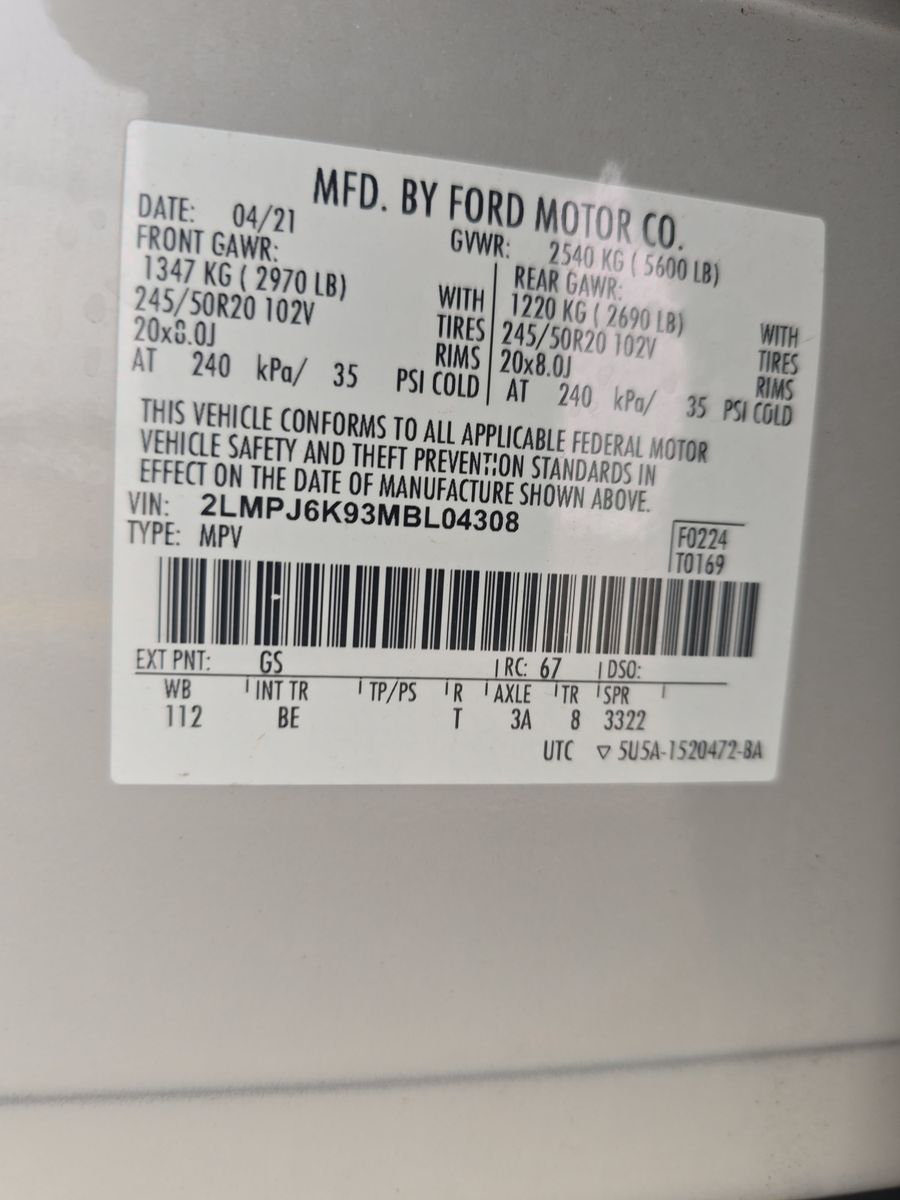 MFD. BY FORD MOTOR CO.
DATE: 04/21 GVWR: 2540 KG ( 5600 LB)
FRONT GAWR: REAR GAWR:
1347 KG ( 2970 LB) WITH 1220 KG ( 2690 LB) WITH
245/50R20 102V TIRES 245/50R20 102V TIRES
20x8.0J RIMS 20x8.0J RIMS
AT 240 kPa/ 35 PSI COLD AT 240 kPa/ 35 PSI COLD
THIS VEHICLE CONFORMS TO ALL APPLICABLE FEDERAL MOTOR
VEHICLE SAFETY AND THEFT PREVENTION STANDARDS IN
EFFECT ON THE DATE OF MANUFACTURE SHOWN ABOVE.
VIN: 2LMPJ6K93MBL04308
TYPE: MPV
F0224
T0169
EXT PNT: GS RC: 67 DSO:
WB INT TR TP/PS R AXLE TR SPR
112 BE T 3A 8 3322
UTC ▽ 5U5A-1520472-BA